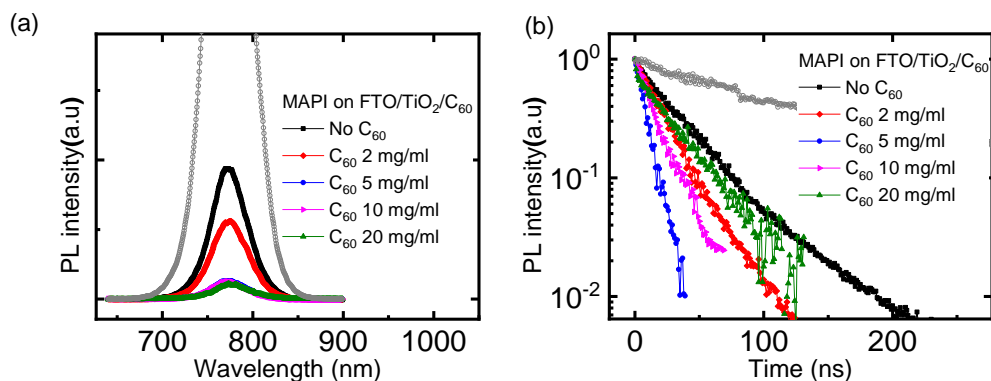 (a)
PL intensity(a.u)
MAPI on FTO/TiO₂/C₆₀
No C₆₀
C₆₀ 2 mg/ml
C₆₀ 5 mg/ml
C₆₀ 10 mg/ml
C₆₀ 20 mg/ml
700 800 900 1000
Wavelength (nm)
(b)
PL intensity(a.u)
10⁰
10⁻¹
10⁻²
MAPI on FTO/TiO₂/C₆₀
No C₆₀
C₆₀ 2 mg/ml
C₆₀ 5 mg/ml
C₆₀ 10 mg/ml
C₆₀ 20 mg/ml
0 100 200
Time (ns)